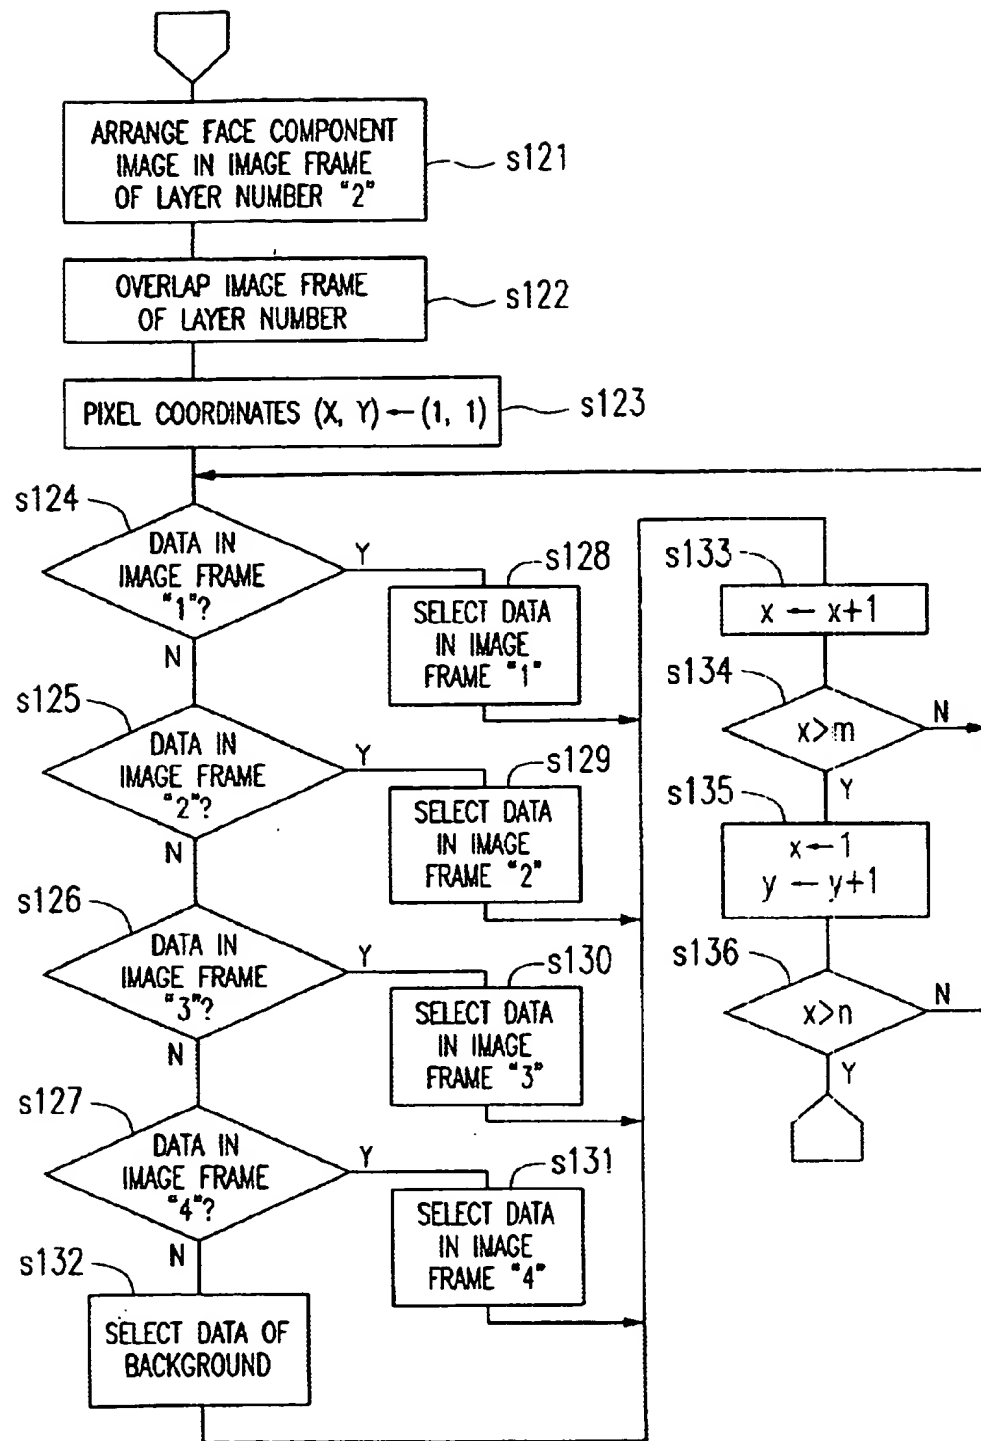 ARRANGE FACE COMPONENT
IMAGE IN IMAGE FRAME
OF LAYER NUMBER "2"
s121
OVERLAP IMAGE FRAME
OF LAYER NUMBER
s122
PIXEL COORDINATES (X, Y) ← (1, 1)
s123
s124
DATA IN
IMAGE FRAME
"1"?
Y
N
s128
SELECT DATA
IN IMAGE
FRAME "1"
s125
DATA IN
IMAGE FRAME
"2"?
Y
N
s129
SELECT DATA
IN IMAGE
FRAME "2"
s126
DATA IN
IMAGE FRAME
"3"?
Y
N
s130
SELECT DATA
IN IMAGE
FRAME "3"
s127
DATA IN
IMAGE FRAME
"4"?
Y
N
s131
SELECT DATA
IN IMAGE
FRAME "4"
s132
SELECT DATA OF
BACKGROUND
s133
x ← x+1
s134
x>m
N
Y
s135
x←1
y ← y+1
s136
x>n
N
Y